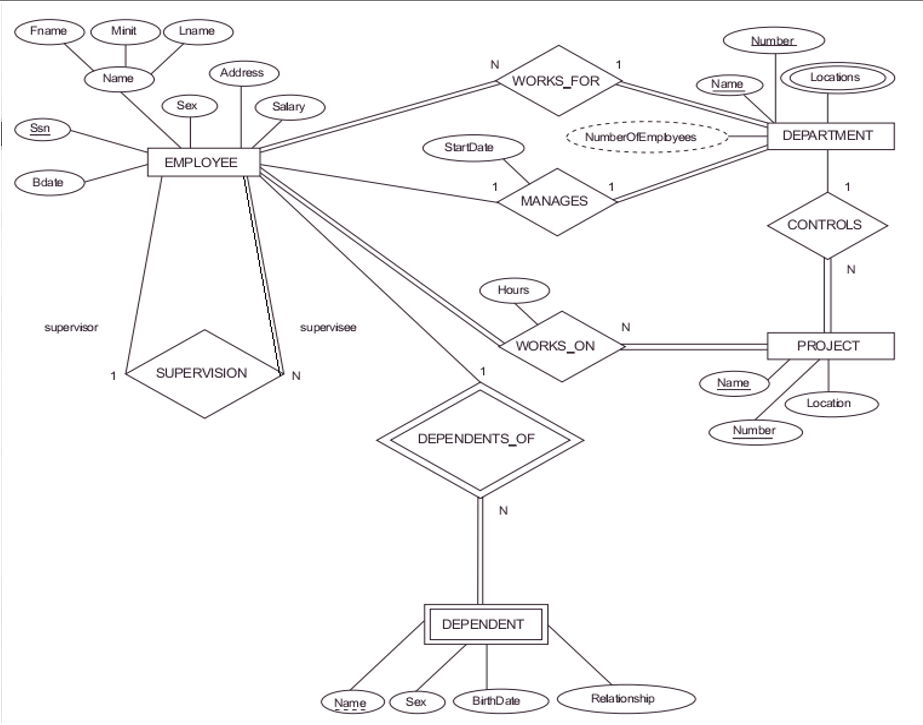 Fname
Minit
Lname
Number
Name
Address
N
1
WORKS_FOR
Locations
Name
Sex
Salary
Ssn
NumberOfEmployees
DEPARTMENT
StartDate
EMPLOYEE
Bdate
1
1
1
MANAGES
CONTROLS
N
Hours
supervisor
supervisee
N
WORKS_ON
PROJECT
1
SUPERVISION
N
1
Name
Location
Number
DEPENDENTS_OF
N
DEPENDENT
Name
Sex
BirthDate
Relationship